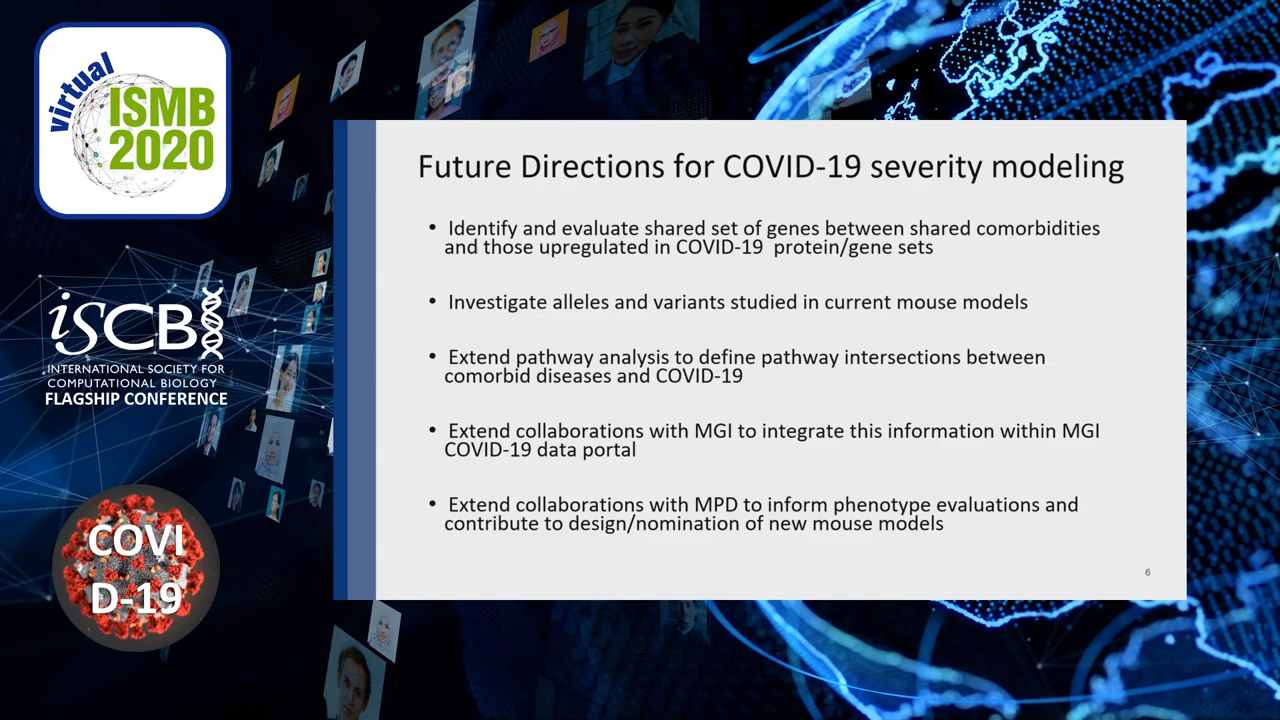 virtual
ISMB
2020
iSCB
INTERNATIONAL SOCIETY FOR
COMPUTATIONAL BIOLOGY
FLAGSHIP CONFERENCE
COVI
D-19
Future Directions for COVID-19 severity modeling
• Identify and evaluate shared set of genes between shared comorbidities
and those upregulated in COVID-19 protein/gene sets
• Investigate alleles and variants studied in current mouse models
• Extend pathway analysis to define pathway intersections between
comorbid diseases and COVID-19
• Extend collaborations with MGI to integrate this information within MGI
COVID-19 data portal
• Extend collaborations with MPD to inform phenotype evaluations and
contribute to design/nomination of new mouse models
6